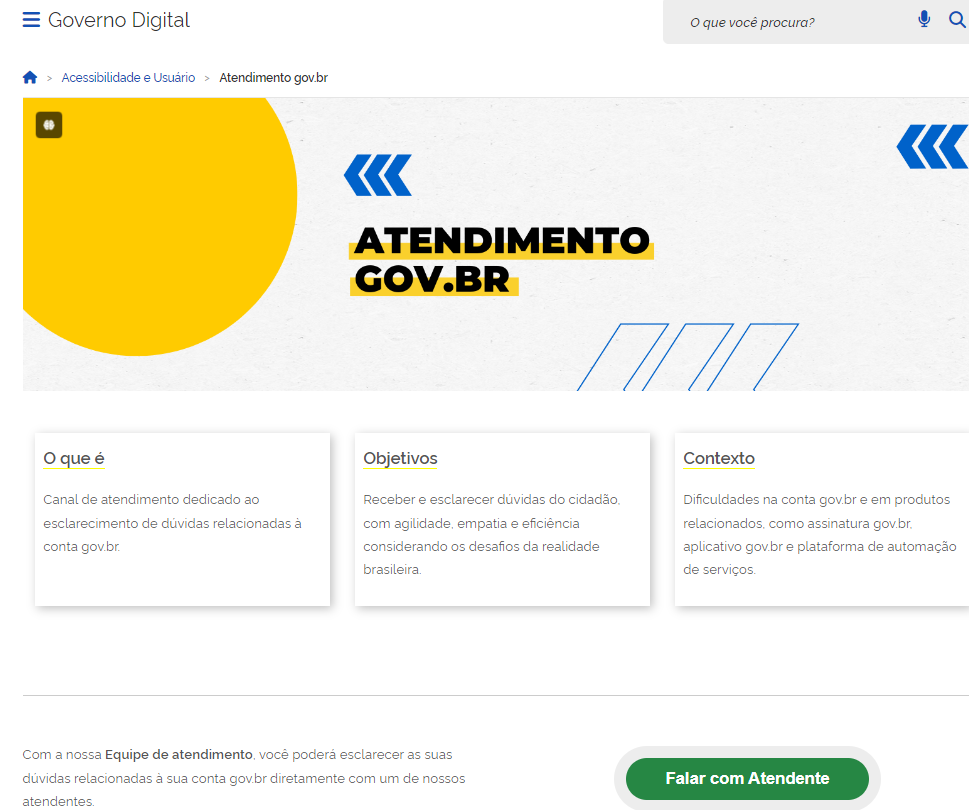 Governo Digital
O que você procura?
> Acessibilidade e Usuário > Atendimento gov.br
ATENDIMENTO
GOV.BR
O que é
Canal de atendimento dedicado ao
esclarecimento de dúvidas relacionadas à
conta gov.br.
Objetivos
Receber e esclarecer dúvidas do cidadão,
com agilidade, empatia e eficiência
considerando os desafios da realidade
brasileira.
Contexto
Dificuldades na conta gov.br e em produtos
relacionados, como assinatura gov.br,
aplicativo gov.br e plataforma de automação
de serviços.
Com a nossa Equipe de atendimento, você poderá esclarecer as suas
dúvidas relacionadas à sua conta gov.br diretamente com um de nossos
atendentes.
Falar com Atendente